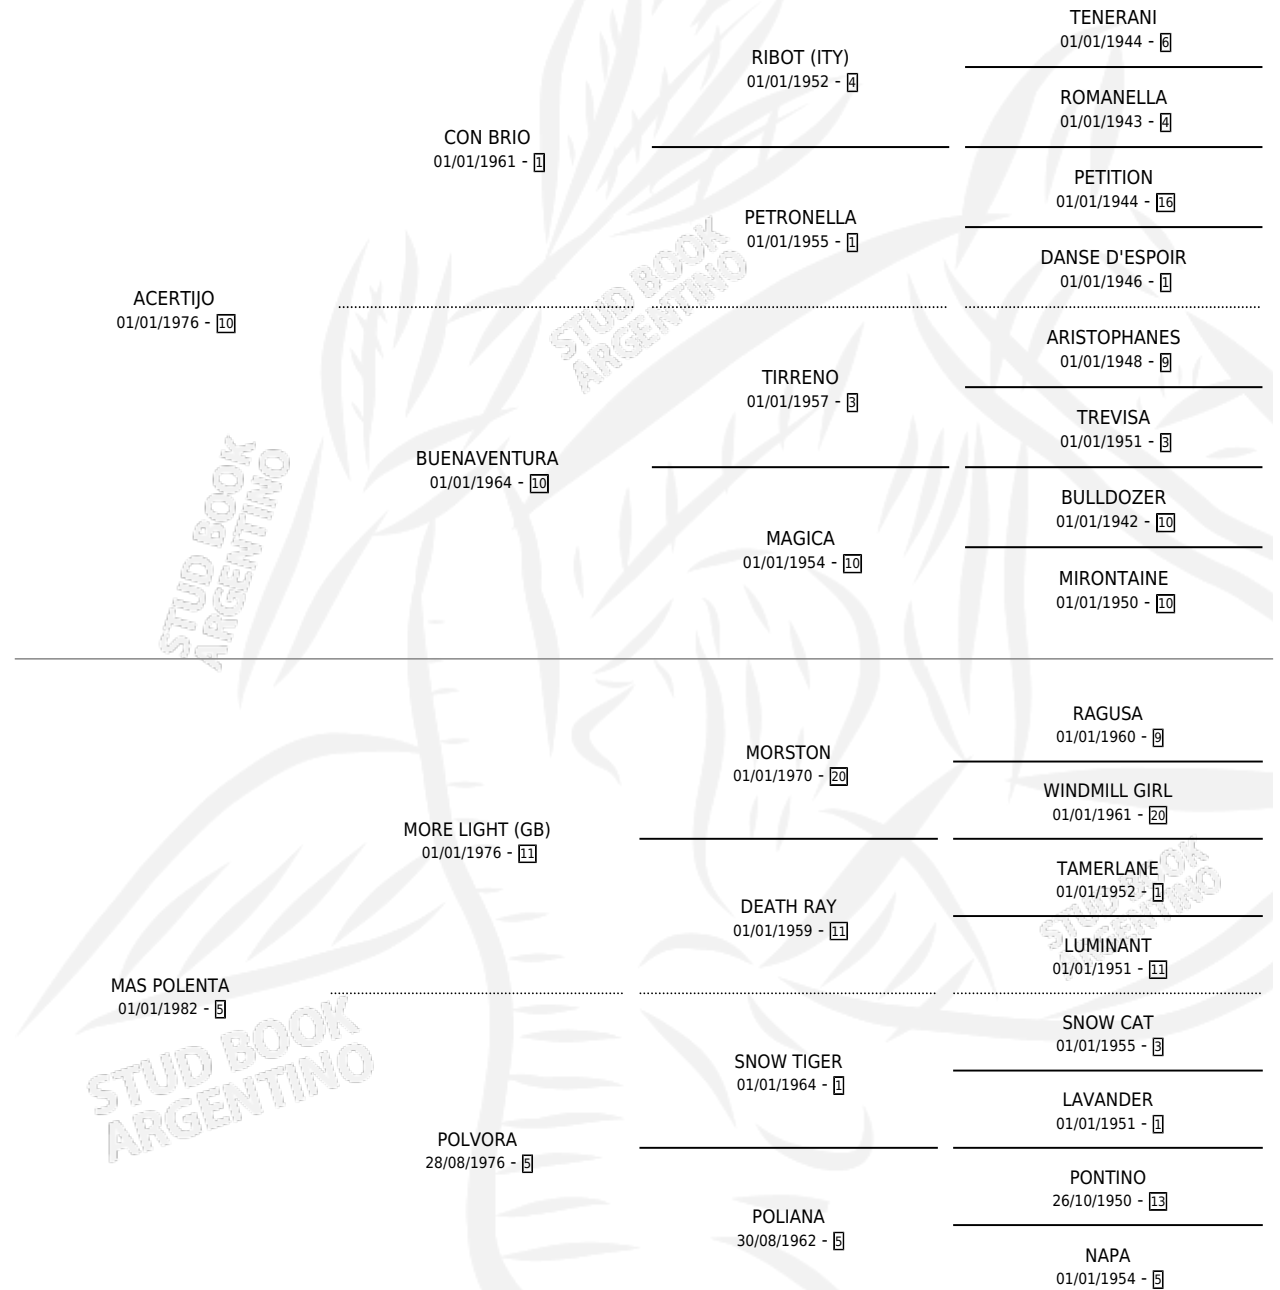 TENERANI
01/01/1944 - 6
RIBOT (ITY)
01/01/1952 - 4
ROMANELLA
01/01/1943 - 4
CON BRIO
01/01/1961 - 1
PETITION
01/01/1944 - 16
PETRONELLA
01/01/1955 - 1
DANSE D'ESPOIR
01/01/1946 - 1
ACERTIJO
01/01/1976 - 10
STUD BOOK
ARGENTINO
ARISTOPHANES
01/01/1948 - 9
TIRRENO
01/01/1957 - 3
TREVISA
01/01/1951 - 3
BUENAVENTURA
01/01/1964 - 10
BULLDOZER
01/01/1942 - 10
MAGICA
01/01/1954 - 10
MIRONTAINE
01/01/1950 - 10
STUD BOOK
ARGENTINO
RAGUSA
01/01/1960 - 9
MORSTON
01/01/1970 - 20
WINDMILL GIRL
01/01/1961 - 20
MORE LIGHT (GB)
01/01/1976 - 11
TAMERLANE
01/01/1952 - 1
DEATH RAY
01/01/1959 - 11
STUD BOOK
ARGENTINO
LUMINANT
01/01/1951 - 11
MAS POLENTA
01/01/1982 - 5
STUD BOOK
ARGENTINO
SNOW CAT
01/01/1955 - 3
SNOW TIGER
01/01/1964 - 1
LAVANDER
01/01/1951 - 1
POLVORA
28/08/1976 - 5
PONTINO
26/10/1950 - 13
POLIANA
30/08/1962 - 5
NAPA
01/01/1954 - 5